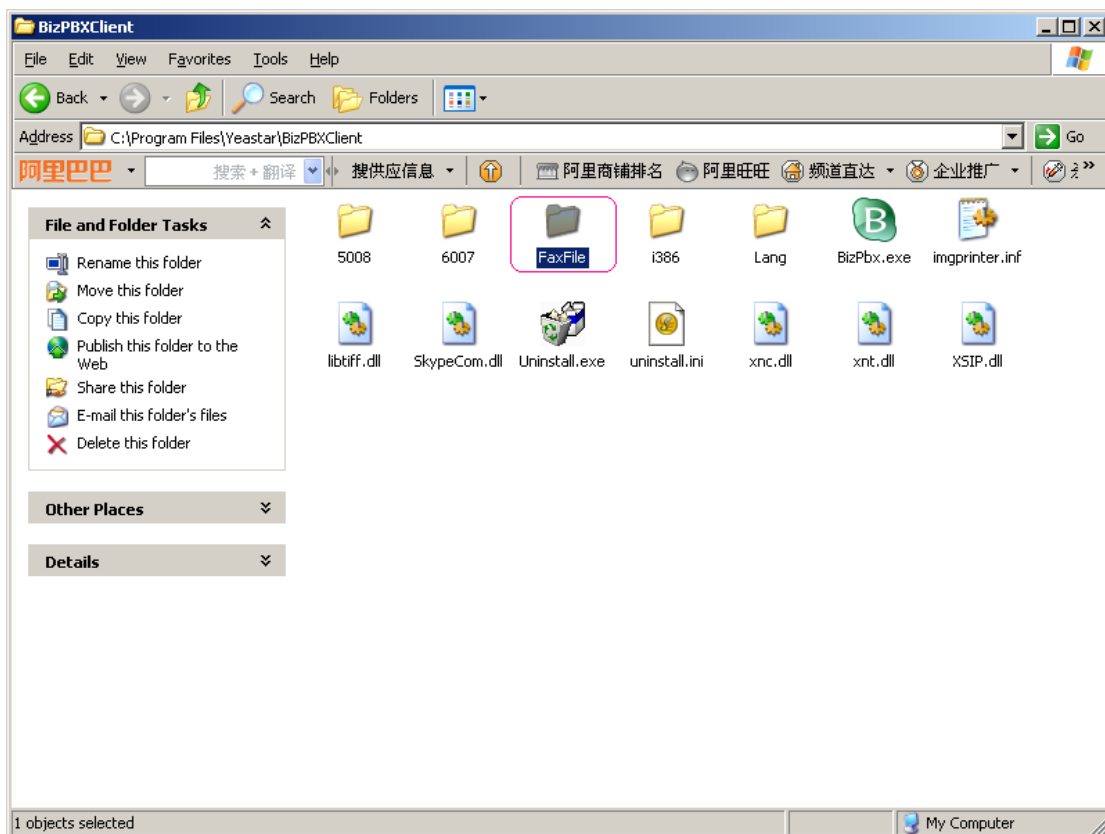 BizPBXClient
File Edit View Favorites Tools Help
Back Search Folders
Address C:\Program Files\Yeastar\BizPBXClient Go
阿里巴巴 搜索+翻译 搜供应信息 阿里商铺排名 阿里旺旺 频道直达 企业推广
File and Folder Tasks
Rename this folder
Move this folder
Copy this folder
Publish this folder to the
Web
Share this folder
E-mail this folder's files
Delete this folder
Other Places
Details
5008 6007 FaxFile i386 Lang BizPbx.exe imgprinter.inf
libtiff.dll SkypeCom.dll Uninstall.exe uninstall.ini xnc.dll xnt.dll XSIP.dll
1 objects selected My Computer